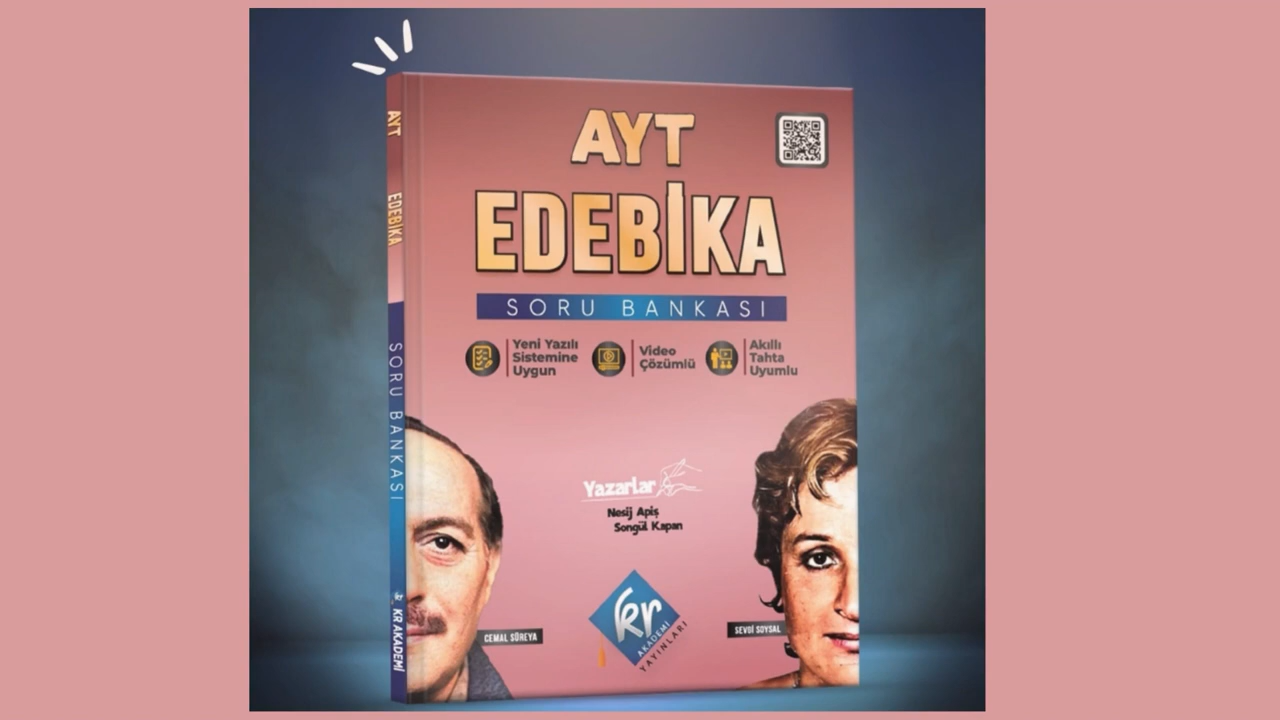 AYT
EDEBİKA
SORU BANKASI
Yeni Yazılı
Sistemine
Uygun
Video
Çözümlü
Akıllı
Tahta
Uyumlu
Yazarlar
Nesij Apiş
Songül Kapan
CEMAL SÜREYA
SEVGİ SOYSAL
kr
AKADEMİ
YAYINLARI
AYT
EDEBİKA
SORU BANKASI
KR AKADEMİ